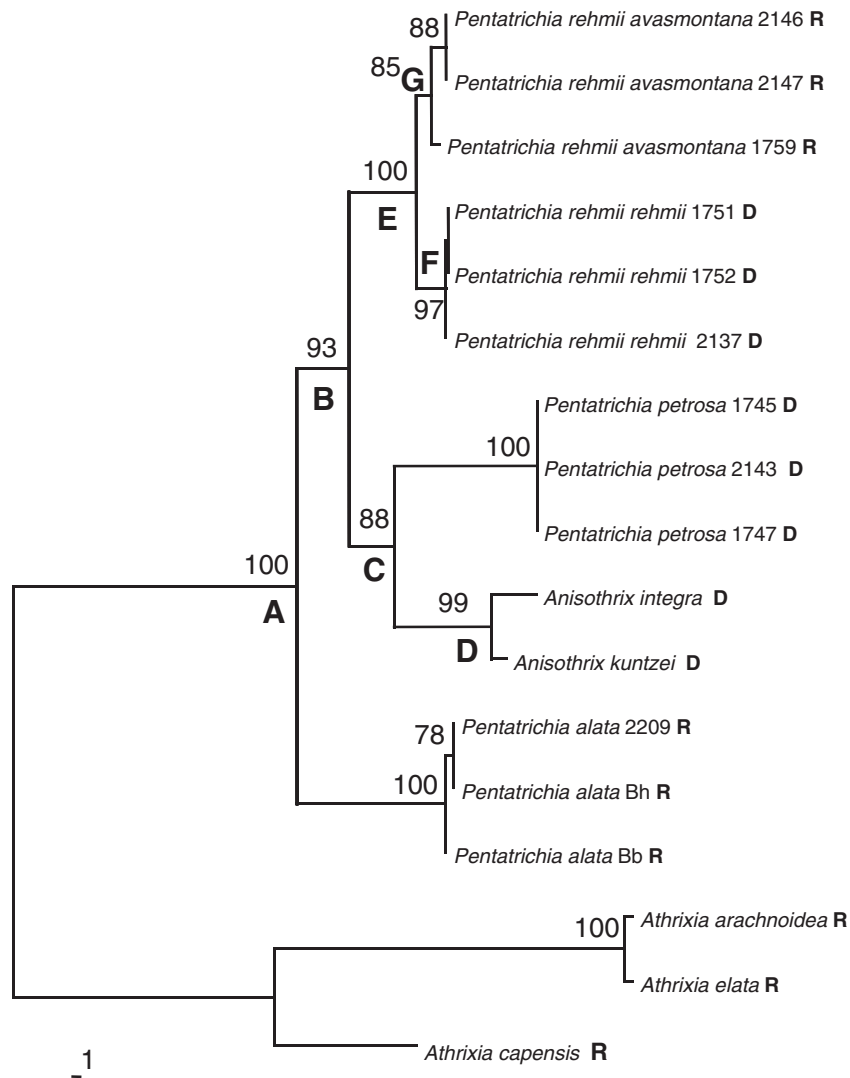 88
Pentatrichia rehmii avasmontana 2146 R
85 G
Pentatrichia rehmii avasmontana 2147 R
Pentatrichia rehmii avasmontana 1759 R
100
E
Pentatrichia rehmii rehmii 1751 D
F
Pentatrichia rehmii rehmii 1752 D
97
Pentatrichia rehmii rehmii 2137 D
93
B
Pentatrichia petrosa 1745 D
100
Pentatrichia petrosa 2143 D
88
Pentatrichia petrosa 1747 D
C
100
A
99
Anisothrix integra D
D
Anisothrix kuntzei D
78
Pentatrichia alata 2209 R
100
Pentatrichia alata Bh R
Pentatrichia alata Bb R
100
Athrixia arachnoidea R
Athrixia elata R
Athrixia capensis R
1